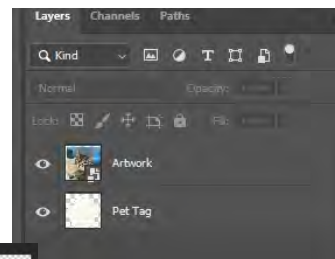 Layers Channels Paths
Kind T
Normal Opacity:
Lock: Fill:
Artwork
Pet Tag